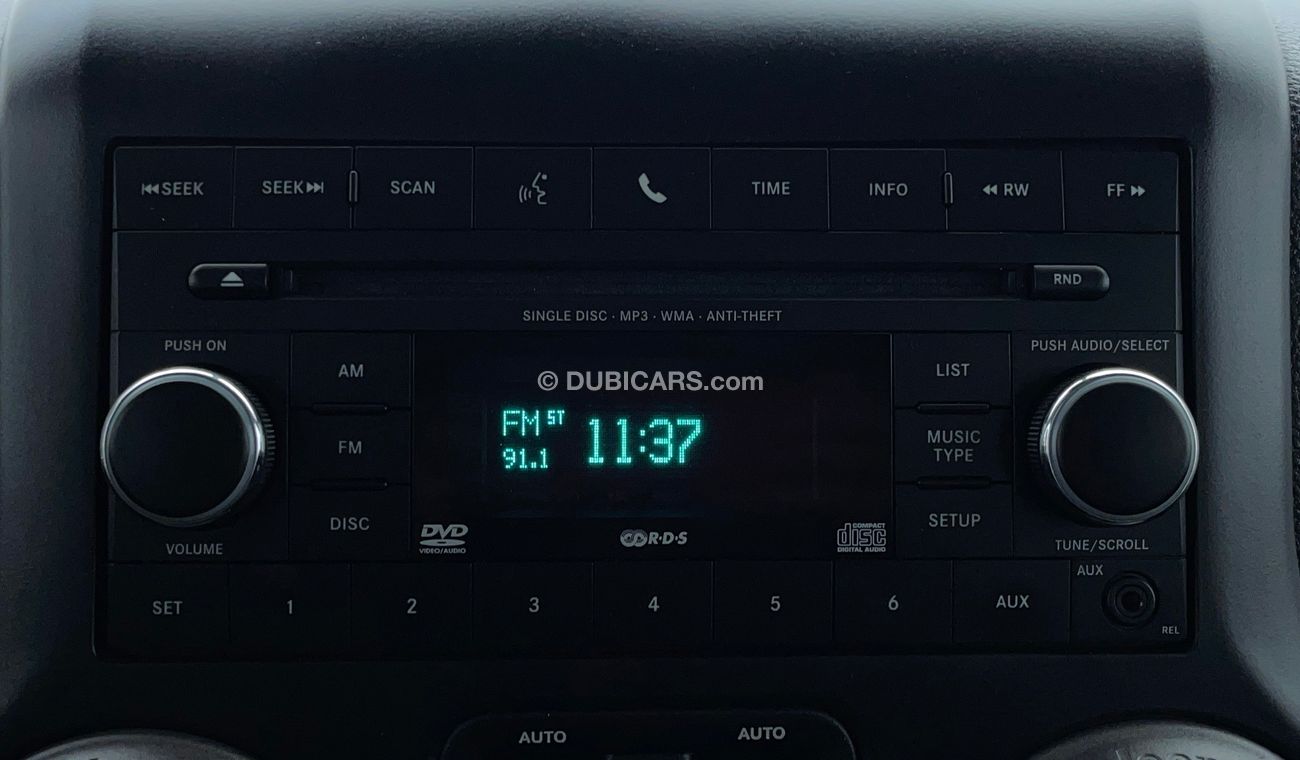 SEEK
SEEK
SCAN
TIME
INFO
RW
FF
RND
SINGLE DISC · MP3 · WMA · ANTI-THEFT
PUSH ON
AM
LIST
PUSH AUDIO/SELECT
© DUBICARS.com
FM ST
91.1
11:37
FM
MUSIC
TYPE
DISC
SETUP
DVD
VIDEO/AUDIO
R·D·S
COMPACT
disc
DIGITAL AUDIO
VOLUME
TUNE/SCROLL
SET
1
2
3
4
5
6
AUX
AUX
REL
AUTO
AUTO